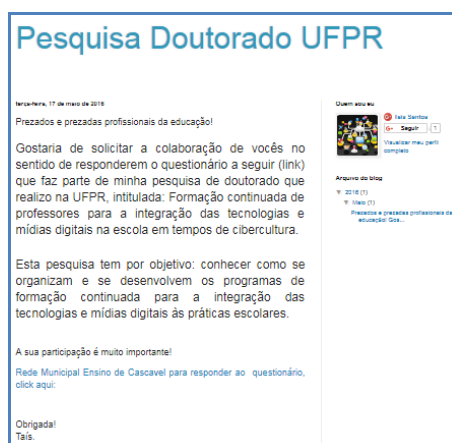 Pesquisa Doutorado UFPR
terça-feira, 17 de maio de 2016
Prezados e prezadas profissionais da educação!
Gostaria de solicitar a colaboração de vocês no
sentido de responderem o questionário a seguir (link)
que faz parte de minha pesquisa de doutorado que
realizo na UFPR, intitulada: Formação continuada de
professores para a integração das tecnologias e
mídias digitais na escola em tempos de cibercultura.
Esta pesquisa tem por objetivo: conhecer como se
organizam e se desenvolvem os programas de
formação continuada para a integração das
tecnologias e mídias digitais às práticas escolares.
A sua participação é muito importante!
Rede Municipal Ensino de Cascavel para responder ao questionário,
click aqui:
Obrigada!
Taís.
Quem sou eu
Tais Santos
G+ Seguir 1
Visualizar meu perfil
completo
Arquivo do blog
▼ 2016 (1)
▼ Maio (1)
Prezados e prezadas profissionais da
educação! Gos...